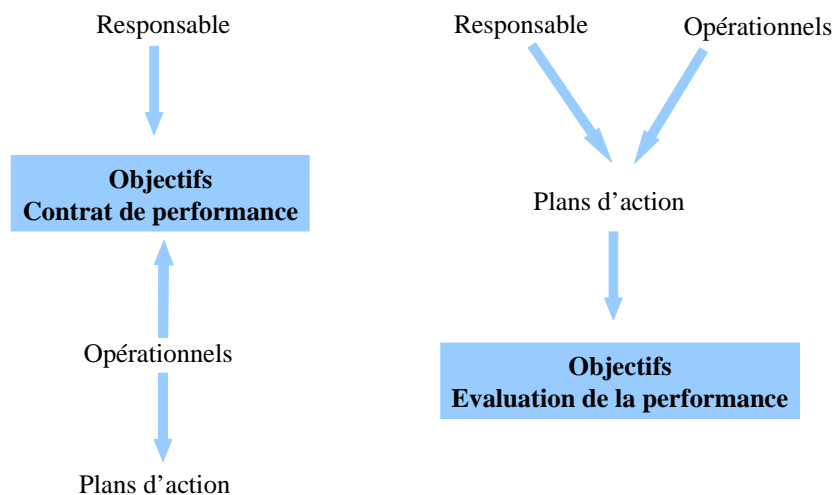 Responsable
Objectifs
Contrat de performance
Opérationnels
Plans d’action
Responsable
Opérationnels
Plans d’action
Objectifs
Evaluation de la performance